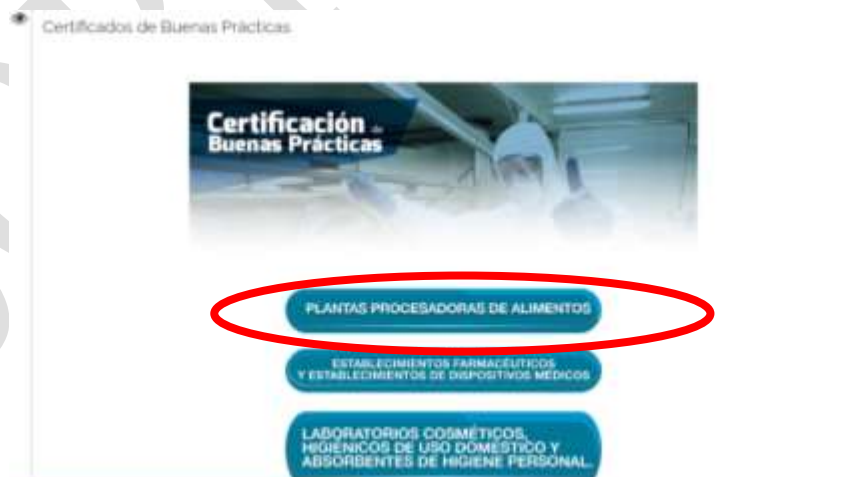 Certificados de Buenas Prácticas
Certificación de
Buenas Prácticas
PLANTAS PROCESADORAS DE ALIMENTOS
ESTABLECIMIENTOS FARMACÉUTICOS
Y ESTABLECIMIENTOS DE DISPOSITIVOS MÉDICOS
LABORATORIOS COSMÉTICOS,
HIGIÉNICOS DE USO DOMÉSTICO Y
ABSORBENTES DE HIGIENE PERSONAL.